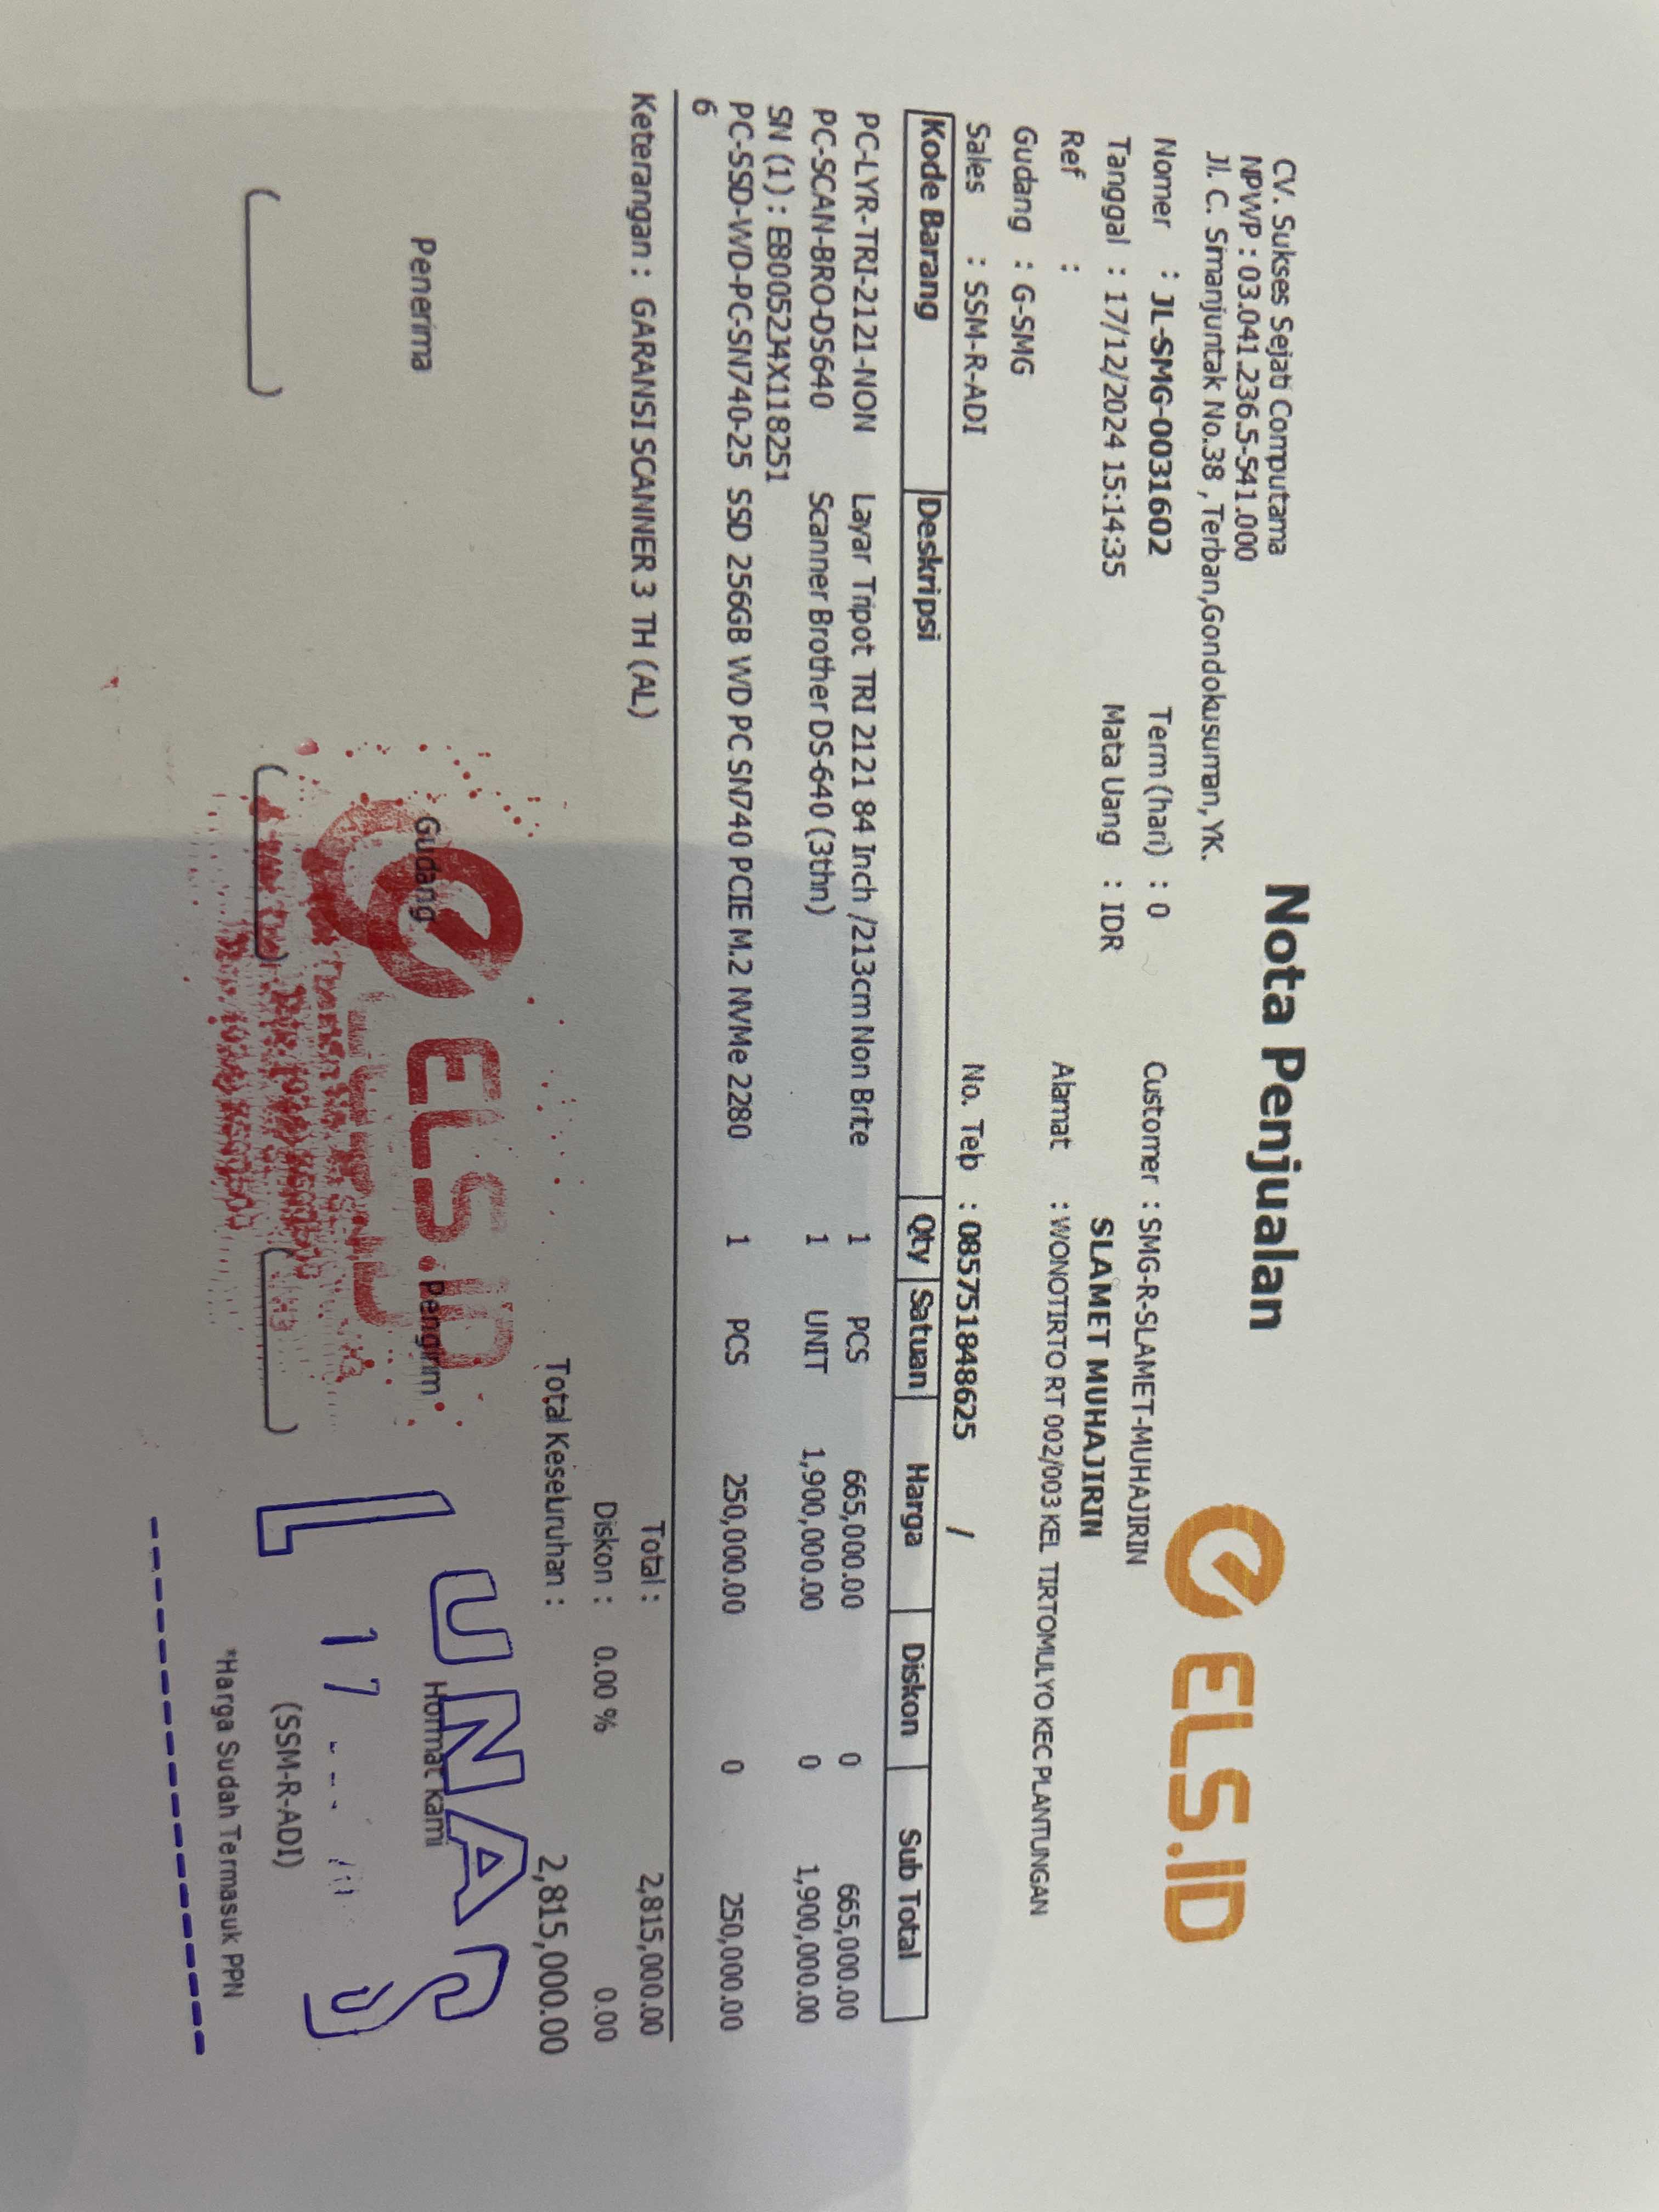 Nota Penjualan
ELS.ID
CV. Sukses Sejati Computama
NPWP : 03.041.236.5-541.000
Jl. C. Simanjuntak No.38 , Terban,Gondokusuman, YK.
Nomer : JL-SMG-0031602 Term (hari) : 0 Customer : SMG-R-SLAMET-MUHAJIRIN
Tanggal : 17/12/2024 15:14:35 Mata Uang : IDR SLAMET MUHAJIRIN
Ref : Alamat : WONOTIRTO RT 002/003 KEL TIRTOMULYO KEC PLANTUNGAN
Gudang : G-SMG
Sales : SSM-R-ADI No. Telp : 085751848625 /
Kode Barang Deskripsi Qty Satuan Harga Diskon Sub Total
PC-LYR-TRI-2121-NON Layar Tripot TRI 2121 84 Inch /213cm Non Brite 1 PCS 665,000.00 0 665,000.00
PC-SCAN-BRO-DS640 Scanner Brother DS-640 (3thn) 1 UNIT 1,900,000.00 0 1,900,000.00
SN (1) : E80052J4X118251
PC-SSD-WD-PC-SN740-25 SSD 256GB WD PC SN740 PCIE M.2 NVMe 2280 1 PCS 250,000.00 0 250,000.00
6
Keterangan : GARANSI SCANNER 3 TH (AL) Total : 2,815,000.00
Diskon : 0.00 % 0.00
Total Keseluruhan : 2,815,000.00
ELS.ID
LUNAS
Penerima Gudang Pengirim Hormat kami
17
( ) ( ) ( ) (SSM-R-ADI)
*Harga Sudah Termasuk PPN